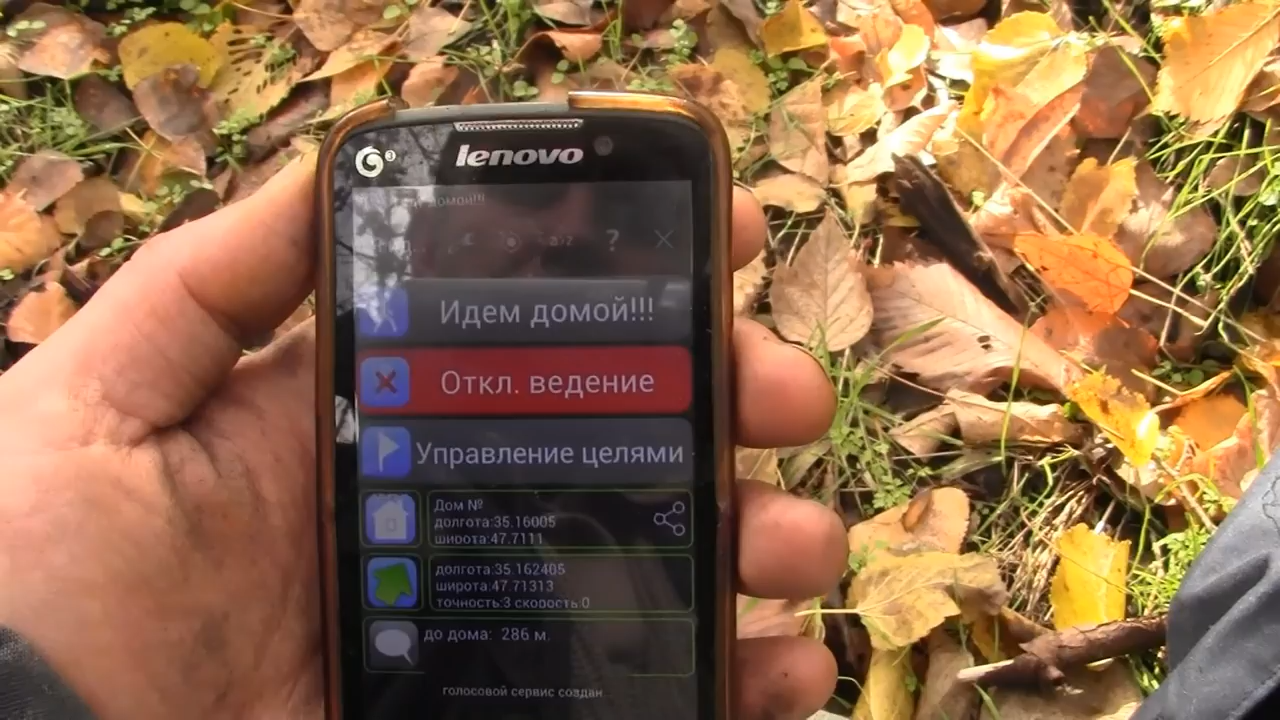 lenovo
домой!!!
?
Идем домой!!!
Откл. ведение
Управление целями
Дом №
долгота:35.16005
широта:47.7111
долгота:35.162405
широта:47.71313
точность:3 скорость:0
до дома: 286 м.
голосовой сервис создан